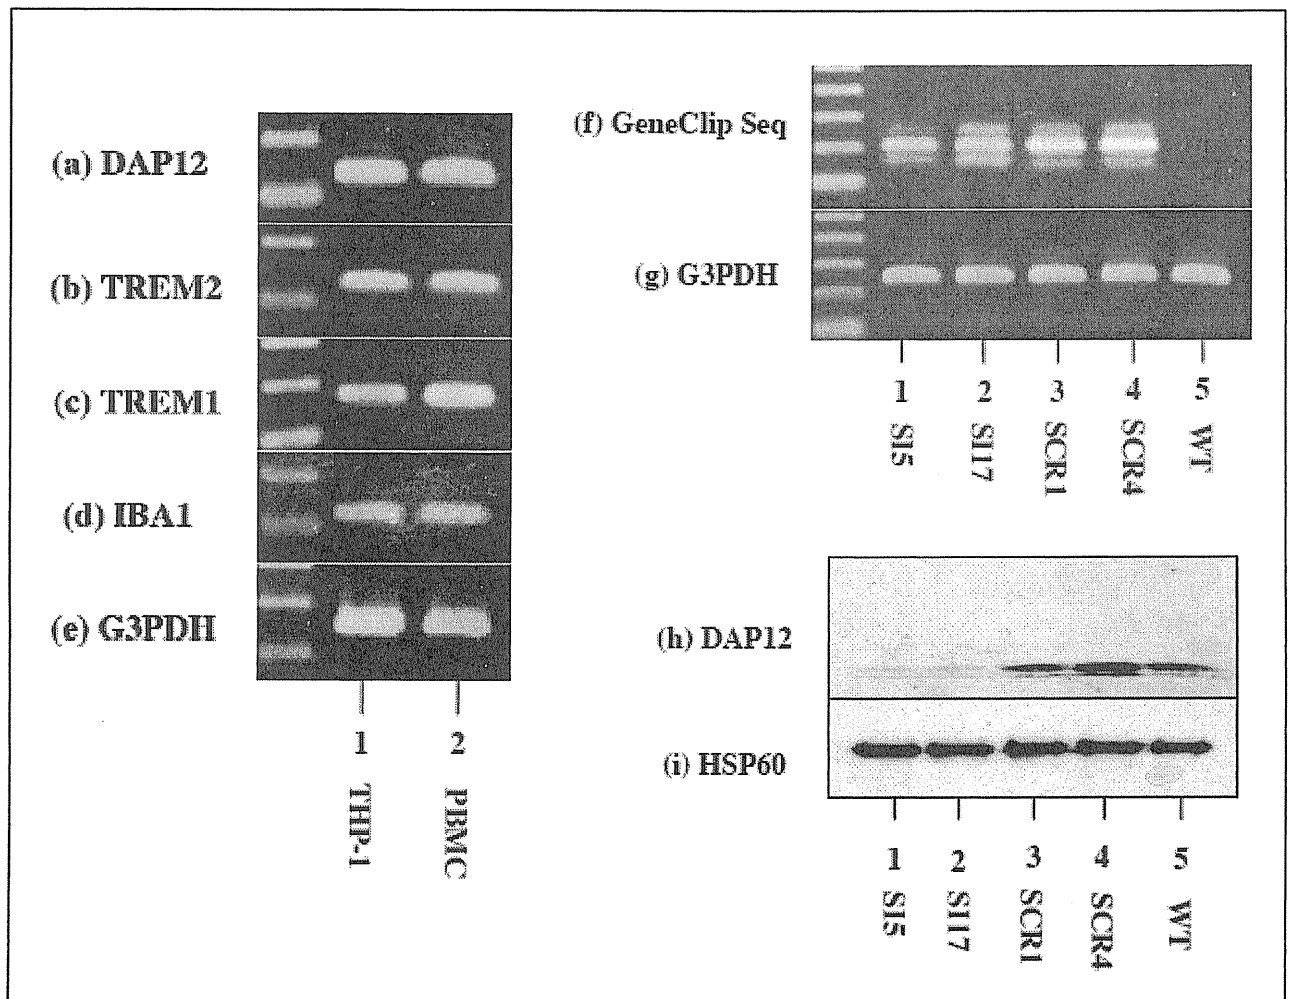 (a) DAP12
(b) TREM2
(c) TREM1
(d) IBA1
(e) G3PDH
1
2
THP-1
PBMC
(f) GeneClip Seq
(g) G3PDH
1
2
3
4
5
SI5
SI17
SCR1
SCR4
WT
(h) DAP12
(i) HSP60
1
2
3
4
5
SI5
SI17
SCR1
SCR4
WT